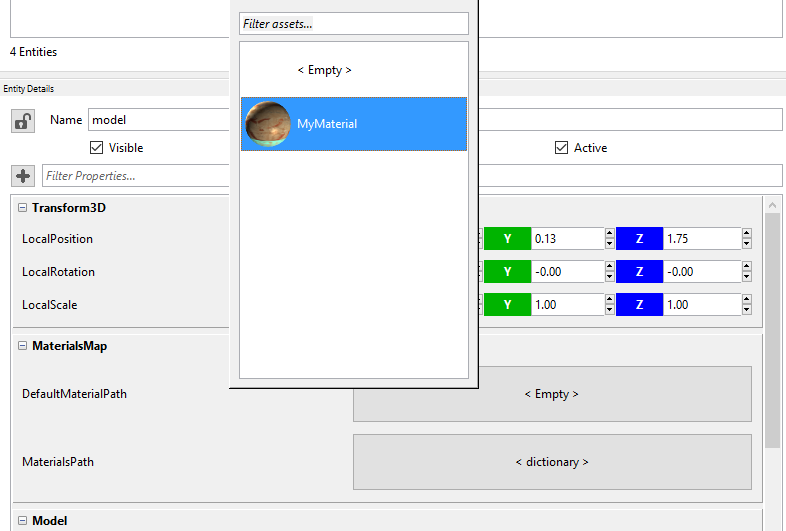 Filter assets...
< Empty >
MyMaterial
4 Entities
Entity Details
Name model
Visible Active
Filter Properties...
Transform3D
LocalPosition Y 0.13 Z 1.75
LocalRotation Y -0.00 Z -0.00
LocalScale Y 1.00 Z 1.00
MaterialsMap
DefaultMaterialPath < Empty >
MaterialsPath < dictionary >
Model